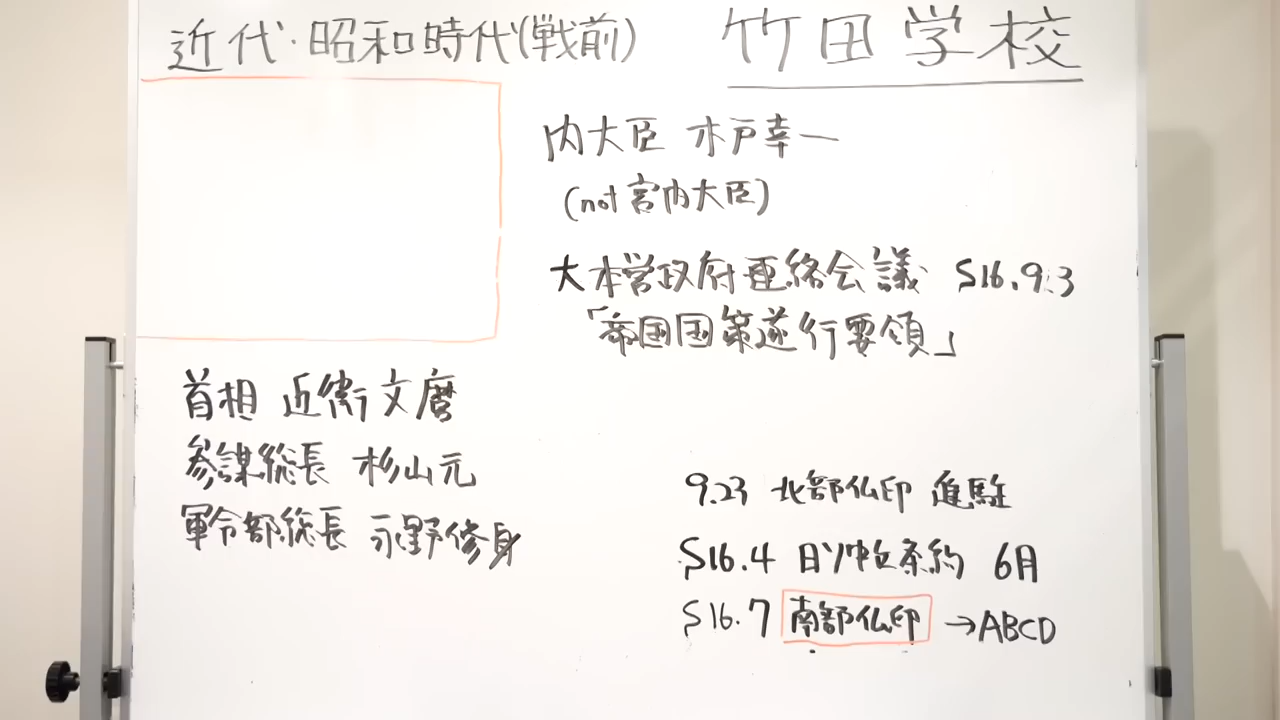 近代・昭和時代(戦前)
竹田学校
内大臣 木戸幸一
(not 宮内大臣)
大本営政府連絡会議 S16.9.3
「帝国国策遂行要領」
首相 近衛文麿
参謀総長 杉山元
軍令部総長 永野修身
9.23 北部仏印 進駐
S16.4 日ソ中立条約 6月
S16.7 南部仏印 →ABCD